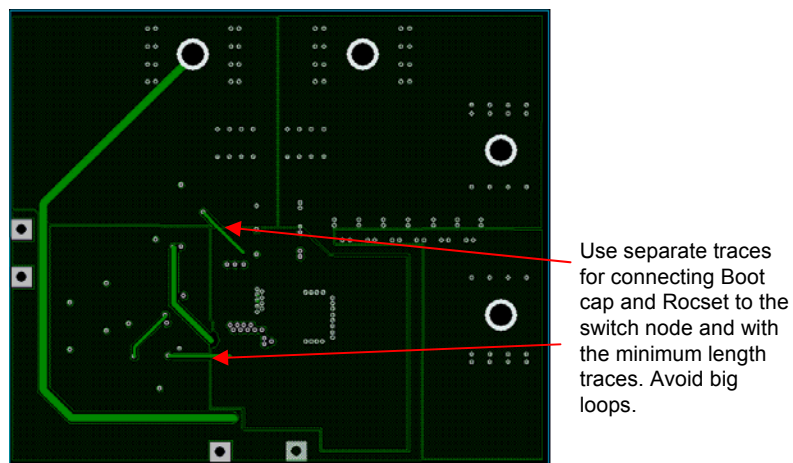 Use separate traces
for connecting Boot
cap and Rocset to the
switch node and with
the minimum length
traces. Avoid big
loops.